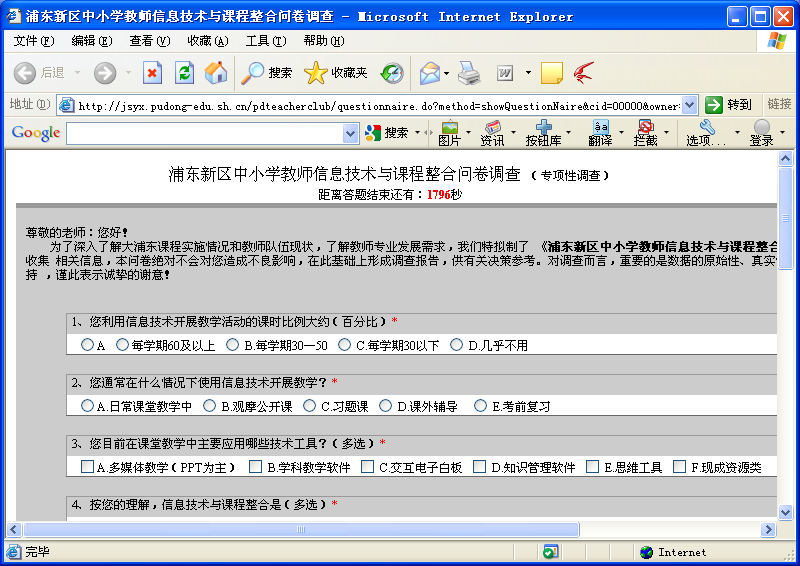 浦东新区中小学教师信息技术与课程整合问卷调查 - Microsoft Internet Explorer
文件(F) 编辑(E) 查看(V) 收藏(A) 工具(T) 帮助(H)
后退 搜索 收藏夹
地址(D) http://jsyx.pudong-edu.sh.cn/pdteacherclub/questionnaire.do?method=showQuestionNaire&cid=00000&owner 转到 链接
Google 搜索 图片 资讯 按钮库 翻译 拦截 选项... 登录
浦东新区中小学教师信息技术与课程整合问卷调查 (专项性调查)
距离答题结束还有:1796秒
尊敬的老师:您好!
为了深入了解大浦东课程实施情况和教师队伍现状,了解教师专业发展需求,我们特拟制了 《浦东新区中小学教师信息技术与课程整合
收集 相关信息,本问卷绝对不会对您造成不良影响,在此基础上形成调查报告,供有关决策参考。对调查而言,重要的是数据的原始性、真实
持 ,谨此表示诚挚的谢意!
1、您利用信息技术开展教学活动的课时比例大约(百分比)*
A 每学期60及以上 B.每学期30—50 C.每学期30以下 D.几乎不用
2、您通常在什么情况下使用信息技术开展教学? *
A.日常课堂教学中 B.观摩公开课 C.习题课 D.课外辅导 E.考前复习
3、您目前在课堂教学中主要应用哪些技术工具?(多选)*
A.多媒体教学(PPT为主) B.学科教学软件 C.交互电子白板 D.知识管理软件 E.思维工具 F.现成资源类
4、按您的理解,信息技术与课程整合是(多选)*
完毕 Internet